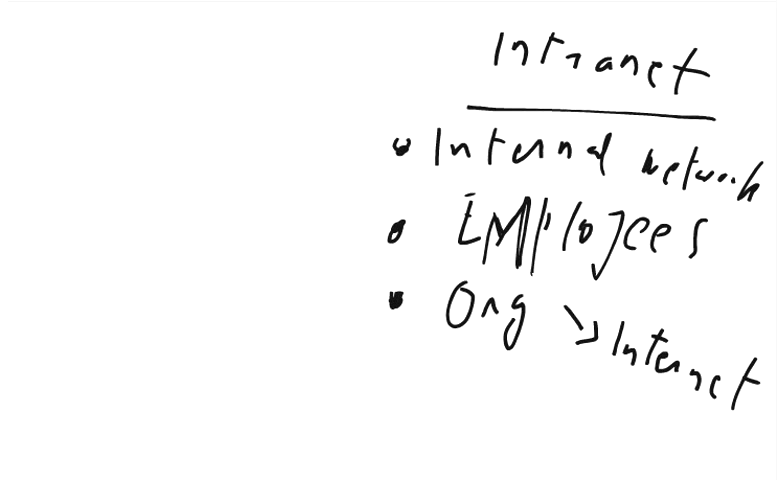 Intranet
• Internal network
• Employees
• Org ↘ Internet